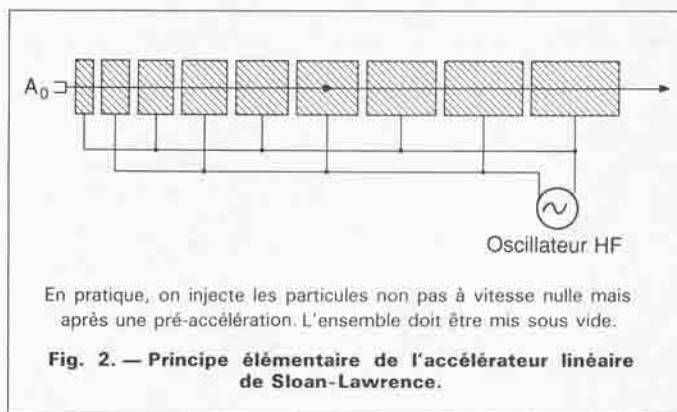 A₀
Oscillateur HF
En pratique, on injecte les particules non pas à vitesse nulle mais
après une pré-accélération. L'ensemble doit être mis sous vide.
Fig. 2. — Principe élémentaire de l'accélérateur linéaire
de Sloan-Lawrence.